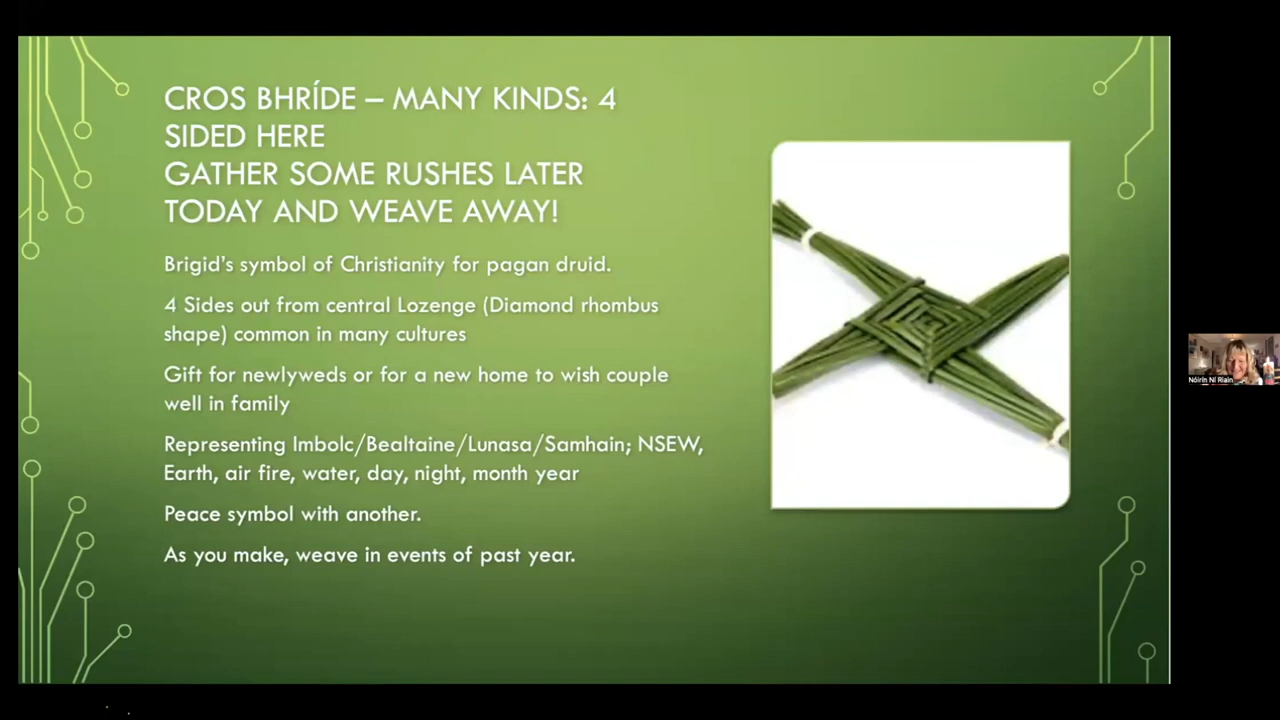 CROS BHRÍDE – MANY KINDS: 4
SIDED HERE
GATHER SOME RUSHES LATER
TODAY AND WEAVE AWAY!
Brigid's symbol of Christianity for pagan druid.
4 Sides out from central Lozenge (Diamond rhombus
shape) common in many cultures
Gift for newlyweds or for a new home to wish couple
well in family
Representing Imbolc/Bealtaine/Lunasa/Samhain; NSEW,
Earth, air fire, water, day, night, month year
Peace symbol with another.
As you make, weave in events of past year.
Nóirín Ní Riain